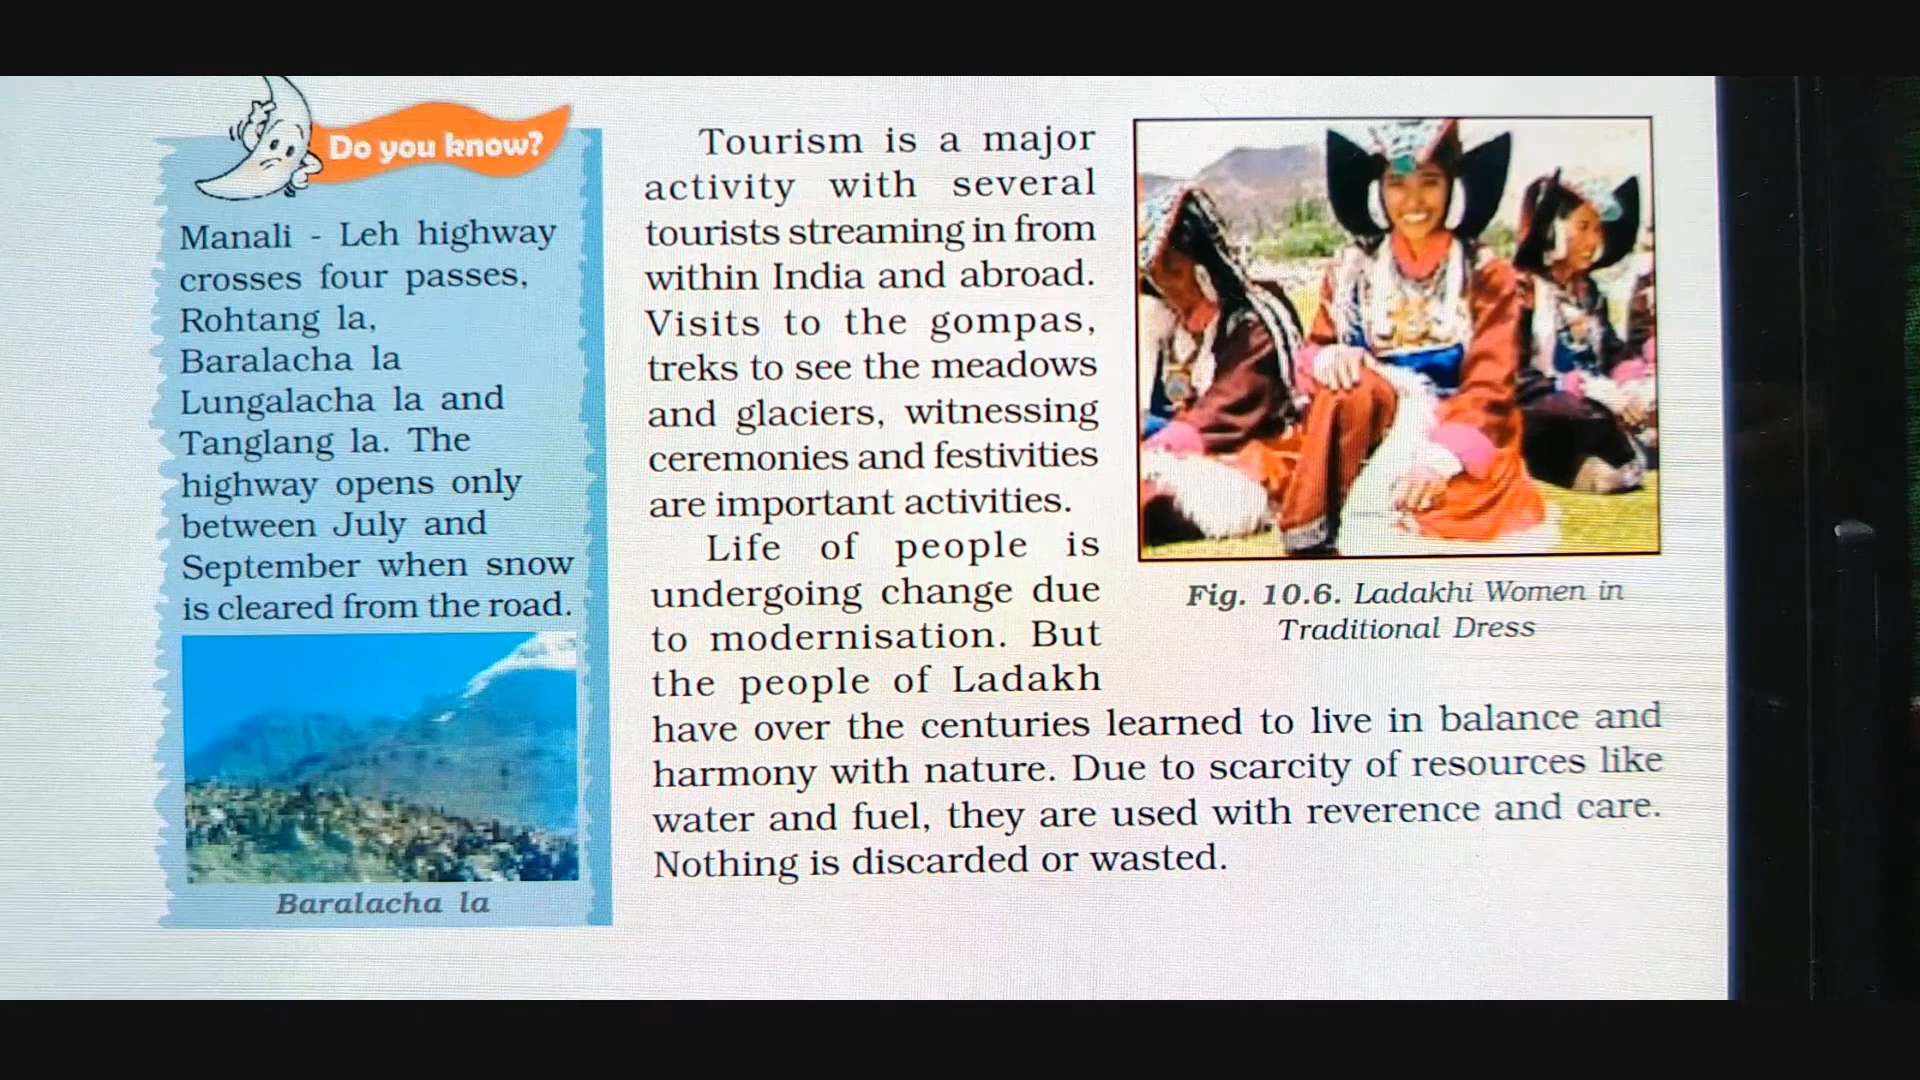 Do you know?
Manali - Leh highway
crosses four passes,
Rohtang la,
Baralacha la
Lungalacha la and
Tanglang la. The
highway opens only
between July and
September when snow
is cleared from the road.
Baralacha la
Tourism is a major
activity with several
tourists streaming in from
within India and abroad.
Visits to the gompas,
treks to see the meadows
and glaciers, witnessing
ceremonies and festivities
are important activities.
Life of people is
undergoing change due
to modernisation. But
the people of Ladakh
have over the centuries learned to live in balance and
harmony with nature. Due to scarcity of resources like
water and fuel, they are used with reverence and care.
Nothing is discarded or wasted.
Fig. 10.6. Ladakhi Women in
Traditional Dress